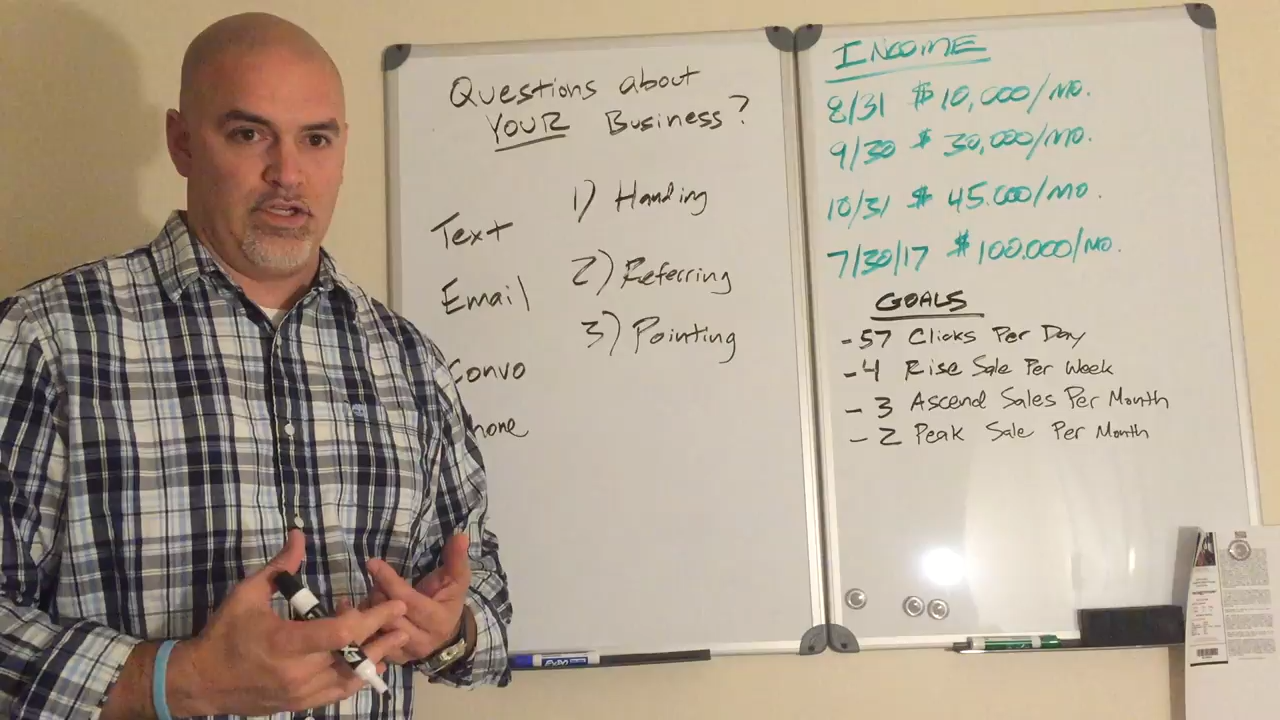 Questions about
YOUR Business?
Text
Email
Convo
hone
1) Handing
2) Referring
3) Pointing
INCOME
8/31 $10,000/mo.
9/30 $30,000/mo.
10/31 $45.000/mo.
7/30/17 $100.000/mo.
GOALS
-57 Clicks Per Day
-4 Rise Sale Per Week
-3 Ascend Sales Per Month
-2 Peak Sale Per Month
EXPO